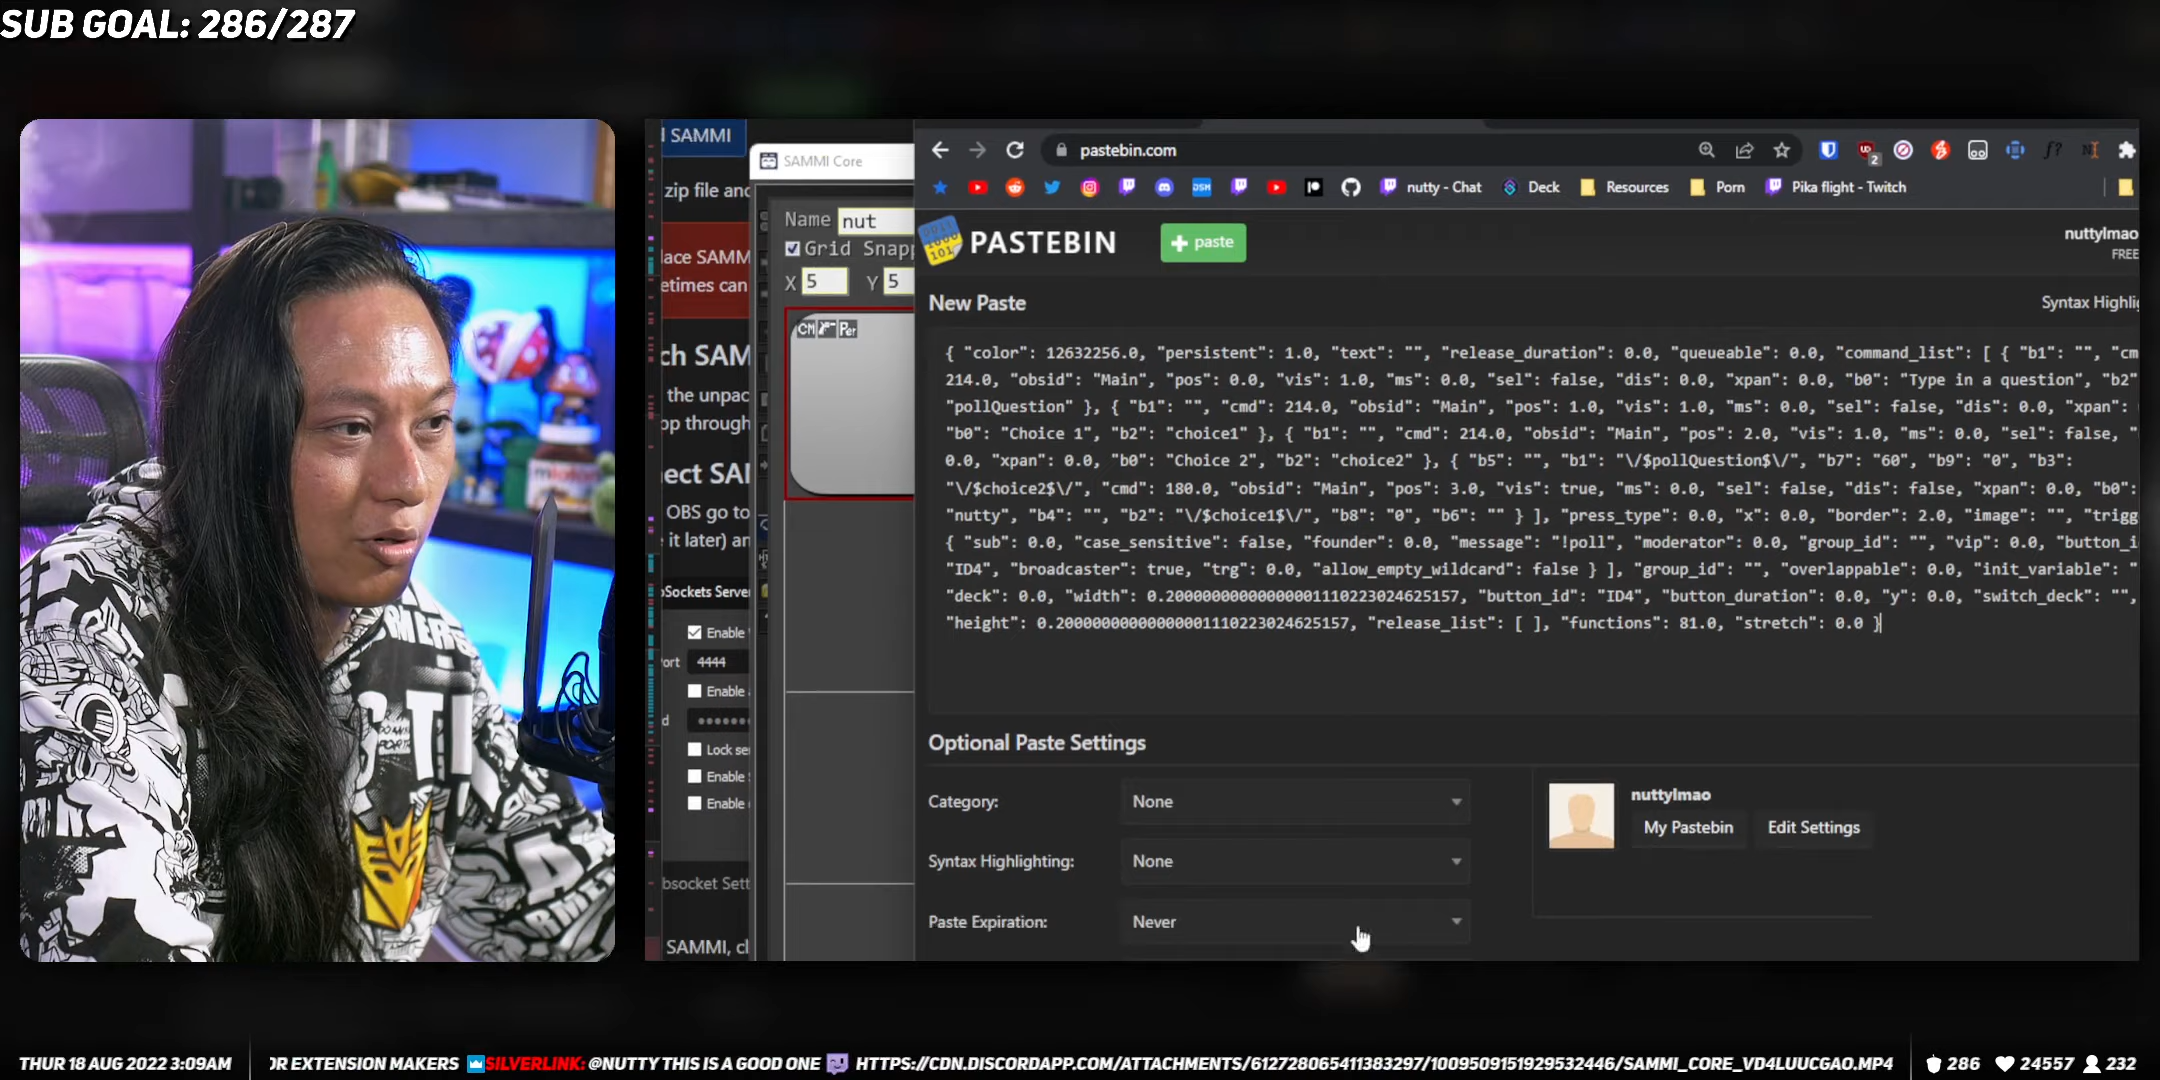 SUB GOAL: 286/287
SAMMI
SAMMI Core
pastebin.com
2
zip file and
nutty - Chat
Deck
Resources
Porn
Pika flight - Twitch
Name nut
Grid Snapp
X 5 Y 5
lace SAMM
etimes can
CM Per
PASTEBIN
paste
nuttylmao
FREE
New Paste
Syntax Highlig
{ "color": 12632256.0, "persistent": 1.0, "text": "", "release_duration": 0.0, "queueable": 0.0, "command_list": [ { "b1": "", "cm
214.0, "obsid": "Main", "pos": 0.0, "vis": 1.0, "ms": 0.0, "sel": false, "dis": 0.0, "xpan": 0.0, "b0": "Type in a question", "b2"
"pollQuestion" }, { "b1": "", "cmd": 214.0, "obsid": "Main", "pos": 1.0, "vis": 1.0, "ms": 0.0, "sel": false, "dis": 0.0, "xpan":
"b0": "Choice 1", "b2": "choice1" }, { "b1": "", "cmd": 214.0, "obsid": "Main", "pos": 2.0, "vis": 1.0, "ms": 0.0, "sel": false, "
0.0, "xpan": 0.0, "b0": "Choice 2", "b2": "choice2" }, { "b5": "", "b1": "\/$pollQuestion$\/", "b7": "60", "b9": "0", "b3":
"\/$choice2$\/", "cmd": 180.0, "obsid": "Main", "pos": 3.0, "vis": true, "ms": 0.0, "sel": false, "dis": false, "xpan": 0.0, "b0":
"nutty", "b4": "", "b2": "\/$choice1$\/", "b8": "0", "b6": "" } ], "press_type": 0.0, "x": 0.0, "border": 2.0, "image": "", "trigg
{ "sub": 0.0, "case_sensitive": false, "founder": 0.0, "message": "!poll", "moderator": 0.0, "group_id": "", "vip": 0.0, "button_i
"ID4", "broadcaster": true, "trg": 0.0, "allow_empty_wildcard": false } ], "group_id": "", "overlappable": 0.0, "init_variable": "
"deck": 0.0, "width": 0.20000000000000001110223024625157, "button_id": "ID4", "button_duration": 0.0, "y": 0.0, "switch_deck": "",
"height": 0.20000000000000001110223024625157, "release_list": [ ], "functions": 81.0, "stretch": 0.0 }
ch SAM
the unpac
op through
ect SAI
OBS go to
it later) an
Sockets Server
Enable
ort 4444
Enable
Lock se
Enable
Enable
bsocket Sett
SAMMI, cl
Optional Paste Settings
Category: None
Syntax Highlighting: None
Paste Expiration: Never
nuttylmao
My Pastebin
Edit Settings
THUR 18 AUG 2022 3:09AM
OR EXTENSION MAKERS SILVERLINK: @NUTTY THIS IS A GOOD ONE HTTPS://CDN.DISCORDAPP.COM/ATTACHMENTS/612728065411383297/1009509151929532446/SAMMI_CORE_VD4LUUCGAO.MP4
286 24557 232